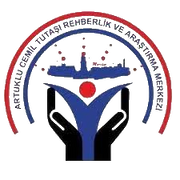 ARTUKLU CEMİL TUTAŞI REHBERLİK VE ARAŞTIRMA MERKEZİ